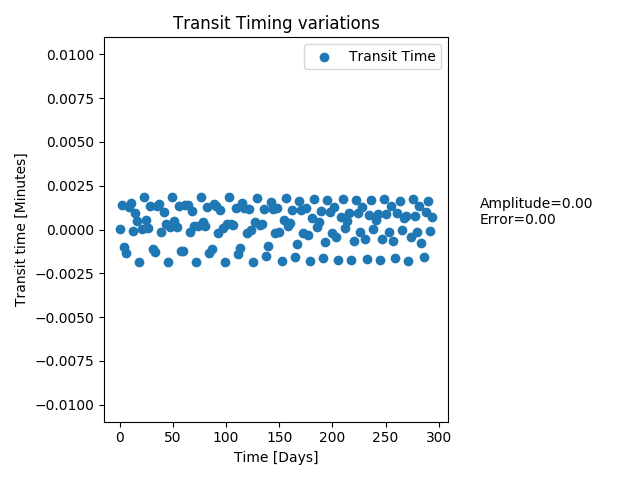 Transit Timing variations
Transit Time
0.0100
0.0075
0.0050
0.0025
0.0000
−0.0025
−0.0050
−0.0075
−0.0100
Transit time [Minutes]
Amplitude=0.00
Error=0.00
0 50 100 150 200 250 300
Time [Days]